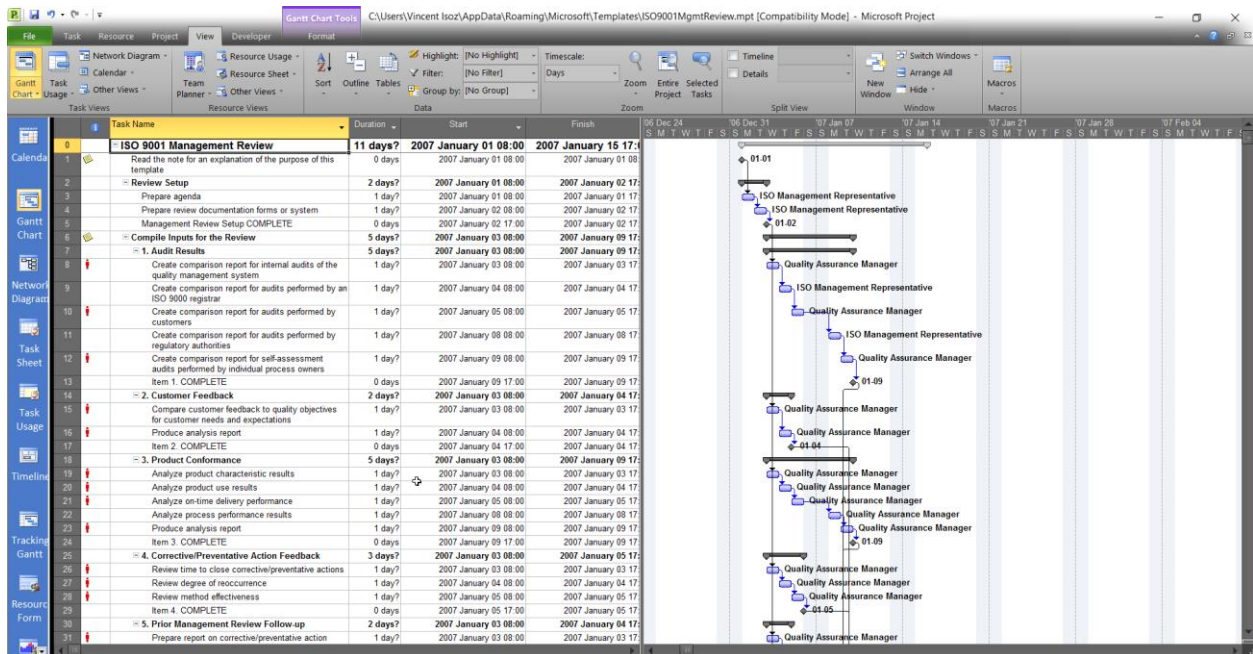 Gantt Chart Tools C:\Users\Vincent Isoz\AppData\Roaming\Microsoft\Templates\ISO9001MgmtReview.mpt [Compatibility Mode] - Microsoft Project
File Task Resource Project View Developer Format
Gantt Chart
Task Usage
Network Diagram
Calendar
Other Views
Task Views
Team Planner
Resource Usage
Resource Sheet
Other Views
Resource Views
Sort
Outline
Tables
Highlight: [No Highlight]
Filter: [No Filter]
Group by: [No Group]
Data
Timescale:
Days
Zoom
Entire Project
Selected Tasks
Zoom
Timeline
Details
Split View
New Window
Switch Windows
Arrange All
Hide
Window
Macros
Macros
Calenda
Gantt Chart
Networ Diagram
Task Sheet
Task Usage
Timeline
Tracking Gantt
Resourc Form
Task Name Duration Start Finish
'06 Dec 24 '06 Dec 31 '07 Jan 07 '07 Jan 14 '07 Jan 21 '07 Jan 28 '07 Feb 04
S M T W T F S S M T W T F S S M T W T F S S M T W T F S S M T W T F S S M T W T F S S M T W T F
0 ISO 9001 Management Review 11 days? 2007 January 01 08:00 2007 January 15 17:
1 Read the note for an explanation of the purpose of this template 0 days 2007 January 01 08:00 2007 January 01 08: 01-01
2 Review Setup 2 days? 2007 January 01 08:00 2007 January 02 17:
3 Prepare agenda 1 day? 2007 January 01 08:00 2007 January 01 17: ISO Management Representative
4 Prepare review documentation forms or system 1 day? 2007 January 02 08:00 2007 January 02 17: ISO Management Representative
5 Management Review Setup COMPLETE 0 days 2007 January 02 17:00 2007 January 02 17: 01-02
6 Compile Inputs for the Review 5 days? 2007 January 03 08:00 2007 January 09 17:
7 1. Audit Results 5 days? 2007 January 03 08:00 2007 January 09 17:
8 Create comparison report for internal audits of the quality management system 1 day? 2007 January 03 08:00 2007 January 03 17: Quality Assurance Manager
9 Create comparison report for audits performed by an ISO 9000 registrar 1 day? 2007 January 04 08:00 2007 January 04 17: ISO Management Representative
10 Create comparison report for audits performed by customers 1 day? 2007 January 05 08:00 2007 January 05 17: Quality Assurance Manager
11 Create comparison report for audits performed by regulatory authorities 1 day? 2007 January 08 08:00 2007 January 08 17: ISO Management Representative
12 Create comparison report for self-assessment audits performed by individual process owners 1 day? 2007 January 09 08:00 2007 January 09 17: Quality Assurance Manager
13 Item 1. COMPLETE 0 days 2007 January 09 17:00 2007 January 09 17: 01-09
14 2. Customer Feedback 2 days? 2007 January 03 08:00 2007 January 04 17:
15 Compare customer feedback to quality objectives for customer needs and expectations 1 day? 2007 January 03 08:00 2007 January 03 17: Quality Assurance Manager
16 Produce analysis report 1 day? 2007 January 04 08:00 2007 January 04 17: Quality Assurance Manager
17 Item 2. COMPLETE 0 days 2007 January 04 17:00 2007 January 04 17: 01-04
18 3. Product Conformance 5 days? 2007 January 03 08:00 2007 January 09 17:
19 Analyze product characteristic results 1 day? 2007 January 03 08:00 2007 January 03 17: Quality Assurance Manager
20 Analyze product use results 1 day? 2007 January 04 08:00 2007 January 04 17: Quality Assurance Manager
21 Analyze on-time delivery performance 1 day? 2007 January 05 08:00 2007 January 05 17: Quality Assurance Manager
22 Analyze process performance results 1 day? 2007 January 08 08:00 2007 January 08 17: Quality Assurance Manager
23 Produce analysis report 1 day? 2007 January 09 08:00 2007 January 09 17: Quality Assurance Manager
24 Item 3. COMPLETE 0 days 2007 January 09 17:00 2007 January 09 17: 01-09
25 4. Corrective/Preventative Action Feedback 3 days? 2007 January 03 08:00 2007 January 05 17:
26 Review time to close corrective/preventative actions 1 day? 2007 January 03 08:00 2007 January 03 17: Quality Assurance Manager
27 Review degree of reoccurrence 1 day? 2007 January 04 08:00 2007 January 04 17: Quality Assurance Manager
28 Review method effectiveness 1 day? 2007 January 05 08:00 2007 January 05 17: Quality Assurance Manager
29 Item 4. COMPLETE 0 days 2007 January 05 17:00 2007 January 05 17: 01-05
30 5. Prior Management Review Follow-up 2 days? 2007 January 03 08:00 2007 January 04 17:
31 Prepare report on corrective/preventative action 1 day? 2007 January 03 08:00 2007 January 03 17: Quality Assurance Manager